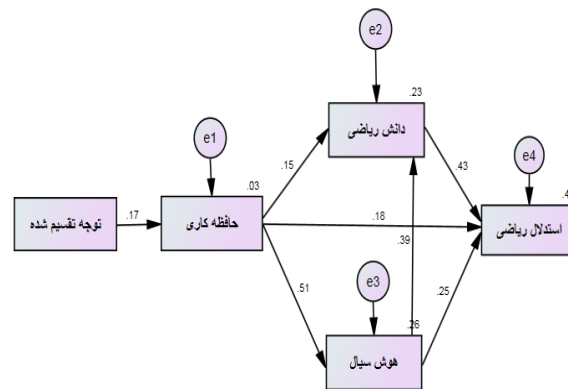 e2
.23
دانش ریاضی
e1
.15
.43
e4
.03
.4
توجه تقسیم شده
.17
حافظه کاری
.18
استدلال ریاضی
.39
.51
e3
.25
.26
هوش سیال